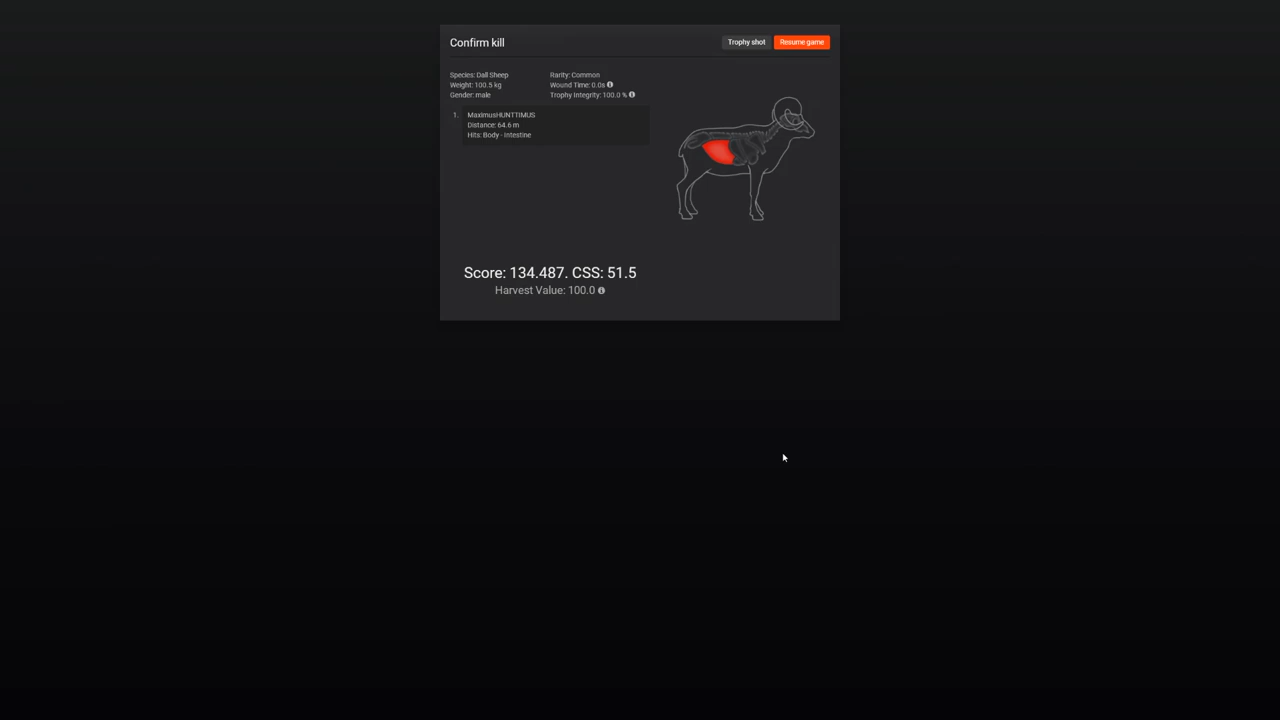 Confirm kill
Trophy shot
Resume game
Species: Dall Sheep
Weight: 100.5 kg
Gender: male
Rarity: Common
Wound Time: 0.0s
Trophy Integrity: 100.0 %
1.
MaximusHUNTTIMUS
Distance: 64.6 m
Hits: Body - Intestine
Score: 134.487. CSS: 51.5
Harvest Value: 100.0